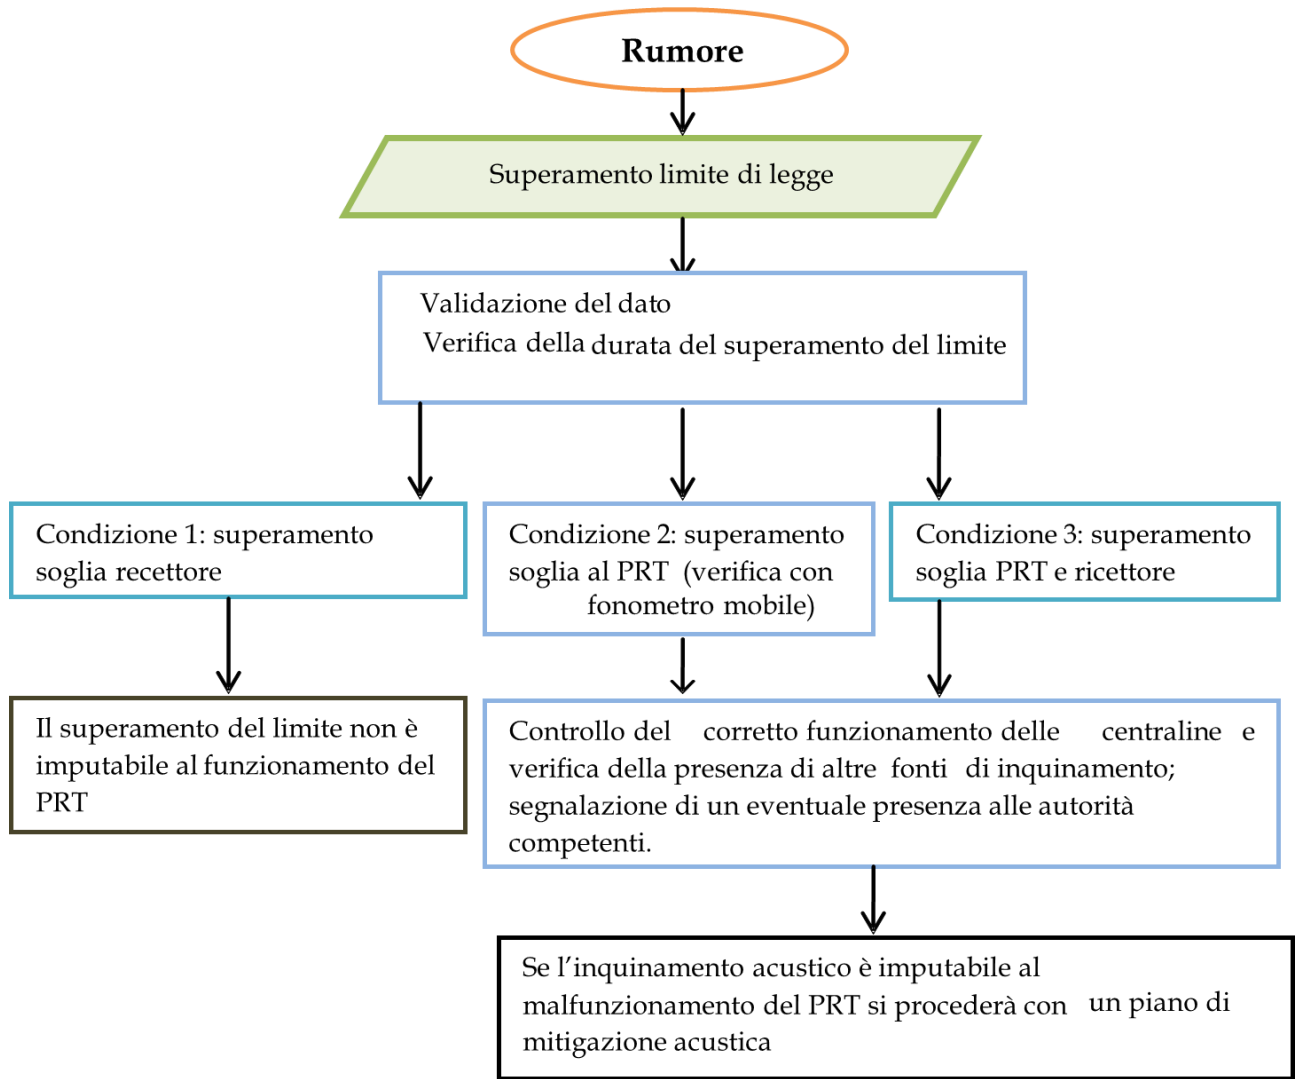 Rumore
Superamento limite di legge
Validazione del dato
Verifica della durata del superamento del limite
Condizione 1: superamento
soglia recettore
Condizione 2: superamento
soglia al PRT (verifica con
fonometro mobile)
Condizione 3: superamento
soglia PRT e ricettore
Il superamento del limite non è
imputabile al funzionamento del
PRT
Controllo del corretto funzionamento delle centraline e
verifica della presenza di altre fonti di inquinamento;
segnalazione di un eventuale presenza alle autorità
competenti.
Se l'inquinamento acustico è imputabile al
malfunzionamento del PRT si procederà con un piano di
mitigazione acustica